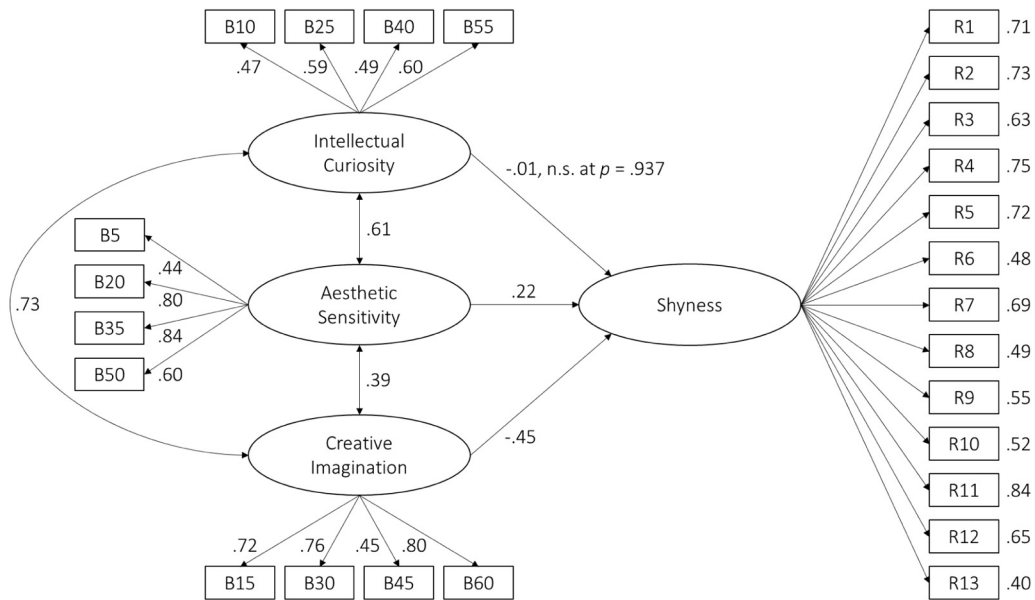 B10 B25 B40 B55
.47 .59 .49 .60
Intellectual
Curiosity
-.01, n.s. at p = .937
.61
B5
.44
B20
.80
B35
.84
B50
.60
.73
Aesthetic
Sensitivity
.22
Shyness
.39
Creative
Imagination
-.45
.72 .76 .45 .80
B15 B30 B45 B60
R1 .71
R2 .73
R3 .63
R4 .75
R5 .72
R6 .48
R7 .69
R8 .49
R9 .55
R10 .52
R11 .84
R12 .65
R13 .40